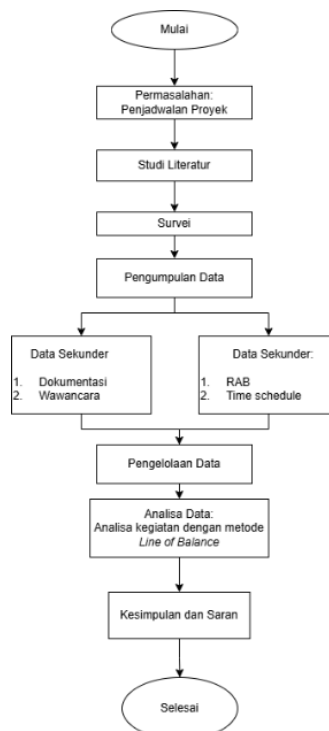 Mulai
Permasalahan:
Penjadwalan Proyek
Studi Literatur
Survei
Pengumpulan Data
Data Sekunder
1. Dokumentasi
2. Wawancara
Data Sekunder:
1. RAB
2. Time schedule
Pengelolaan Data
Analisa Data:
Analisa kegiatan dengan metode
Line of Balance
Kesimpulan dan Saran
Selesai